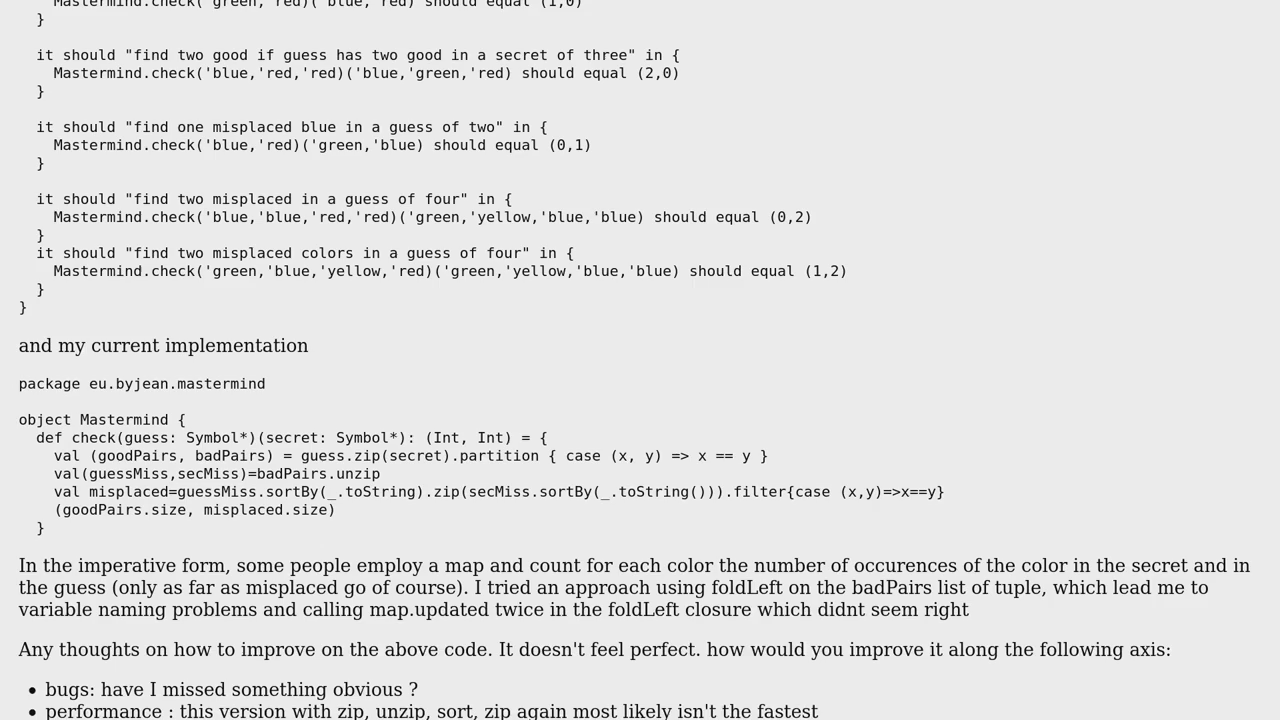 Mastermind.check('green,'red)('blue,'red) should equal (1,0)
}
it should "find two good if guess has two good in a secret of three" in {
Mastermind.check('blue,'red,'red)('blue,'green,'red) should equal (2,0)
}
it should "find one misplaced blue in a guess of two" in {
Mastermind.check('blue,'red)('green,'blue) should equal (0,1)
}
it should "find two misplaced in a guess of four" in {
Mastermind.check('blue,'blue,'red,'red)('green,'yellow,'blue,'blue) should equal (0,2)
}
it should "find two misplaced colors in a guess of four" in {
Mastermind.check('green,'blue,'yellow,'red)('green,'yellow,'blue,'blue) should equal (1,2)
}
}
and my current implementation
package eu.byjean.mastermind
object Mastermind {
def check(guess: Symbol*)(secret: Symbol*): (Int, Int) = {
val (goodPairs, badPairs) = guess.zip(secret).partition { case (x, y) => x == y }
val(guessMiss,secMiss)=badPairs.unzip
val misplaced=guessMiss.sortBy(_.toString).zip(secMiss.sortBy(_.toString())).filter{case (x,y)=>x==y}
(goodPairs.size, misplaced.size)
}
In the imperative form, some people employ a map and count for each color the number of occurences of the color in the secret and in
the guess (only as far as misplaced go of course). I tried an approach using foldLeft on the badPairs list of tuple, which lead me to
variable naming problems and calling map.updated twice in the foldLeft closure which didnt seem right
Any thoughts on how to improve on the above code. It doesn't feel perfect. how would you improve it along the following axis:
• bugs: have I missed something obvious ?
• performance : this version with zip, unzip, sort, zip again most likely isn't the fastest